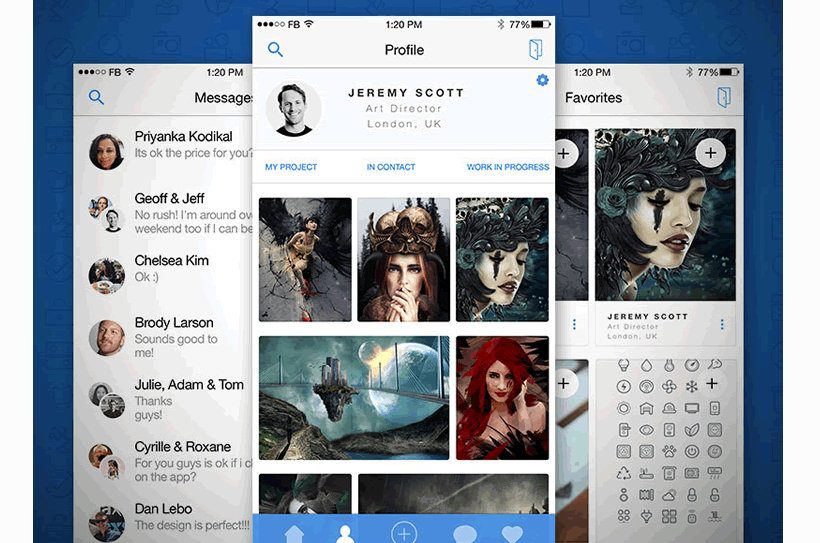 FB 1:20 PM
Messages
Priyanka Kodikal
Its ok the price for you?
Geoff & Jeff
No rush! I'm around ov
weekend too if I can be
Chelsea Kim
Ok :)
Brody Larson
Sounds good to
me!
Julie, Adam & Tom
Thanks
guys!
Cyrille & Roxane
For you guys is ok if i c
on the app?
Dan Lebo
The design is perfect!!!
FB 1:20 PM 77%
Profile
JEREMY SCOTT
Art Director
London, UK
MY PROJECT IN CONTACT WORK IN PROGRESS
1:20 PM 77%
Favorites
JEREMY SCOTT
Art Director
London, UK